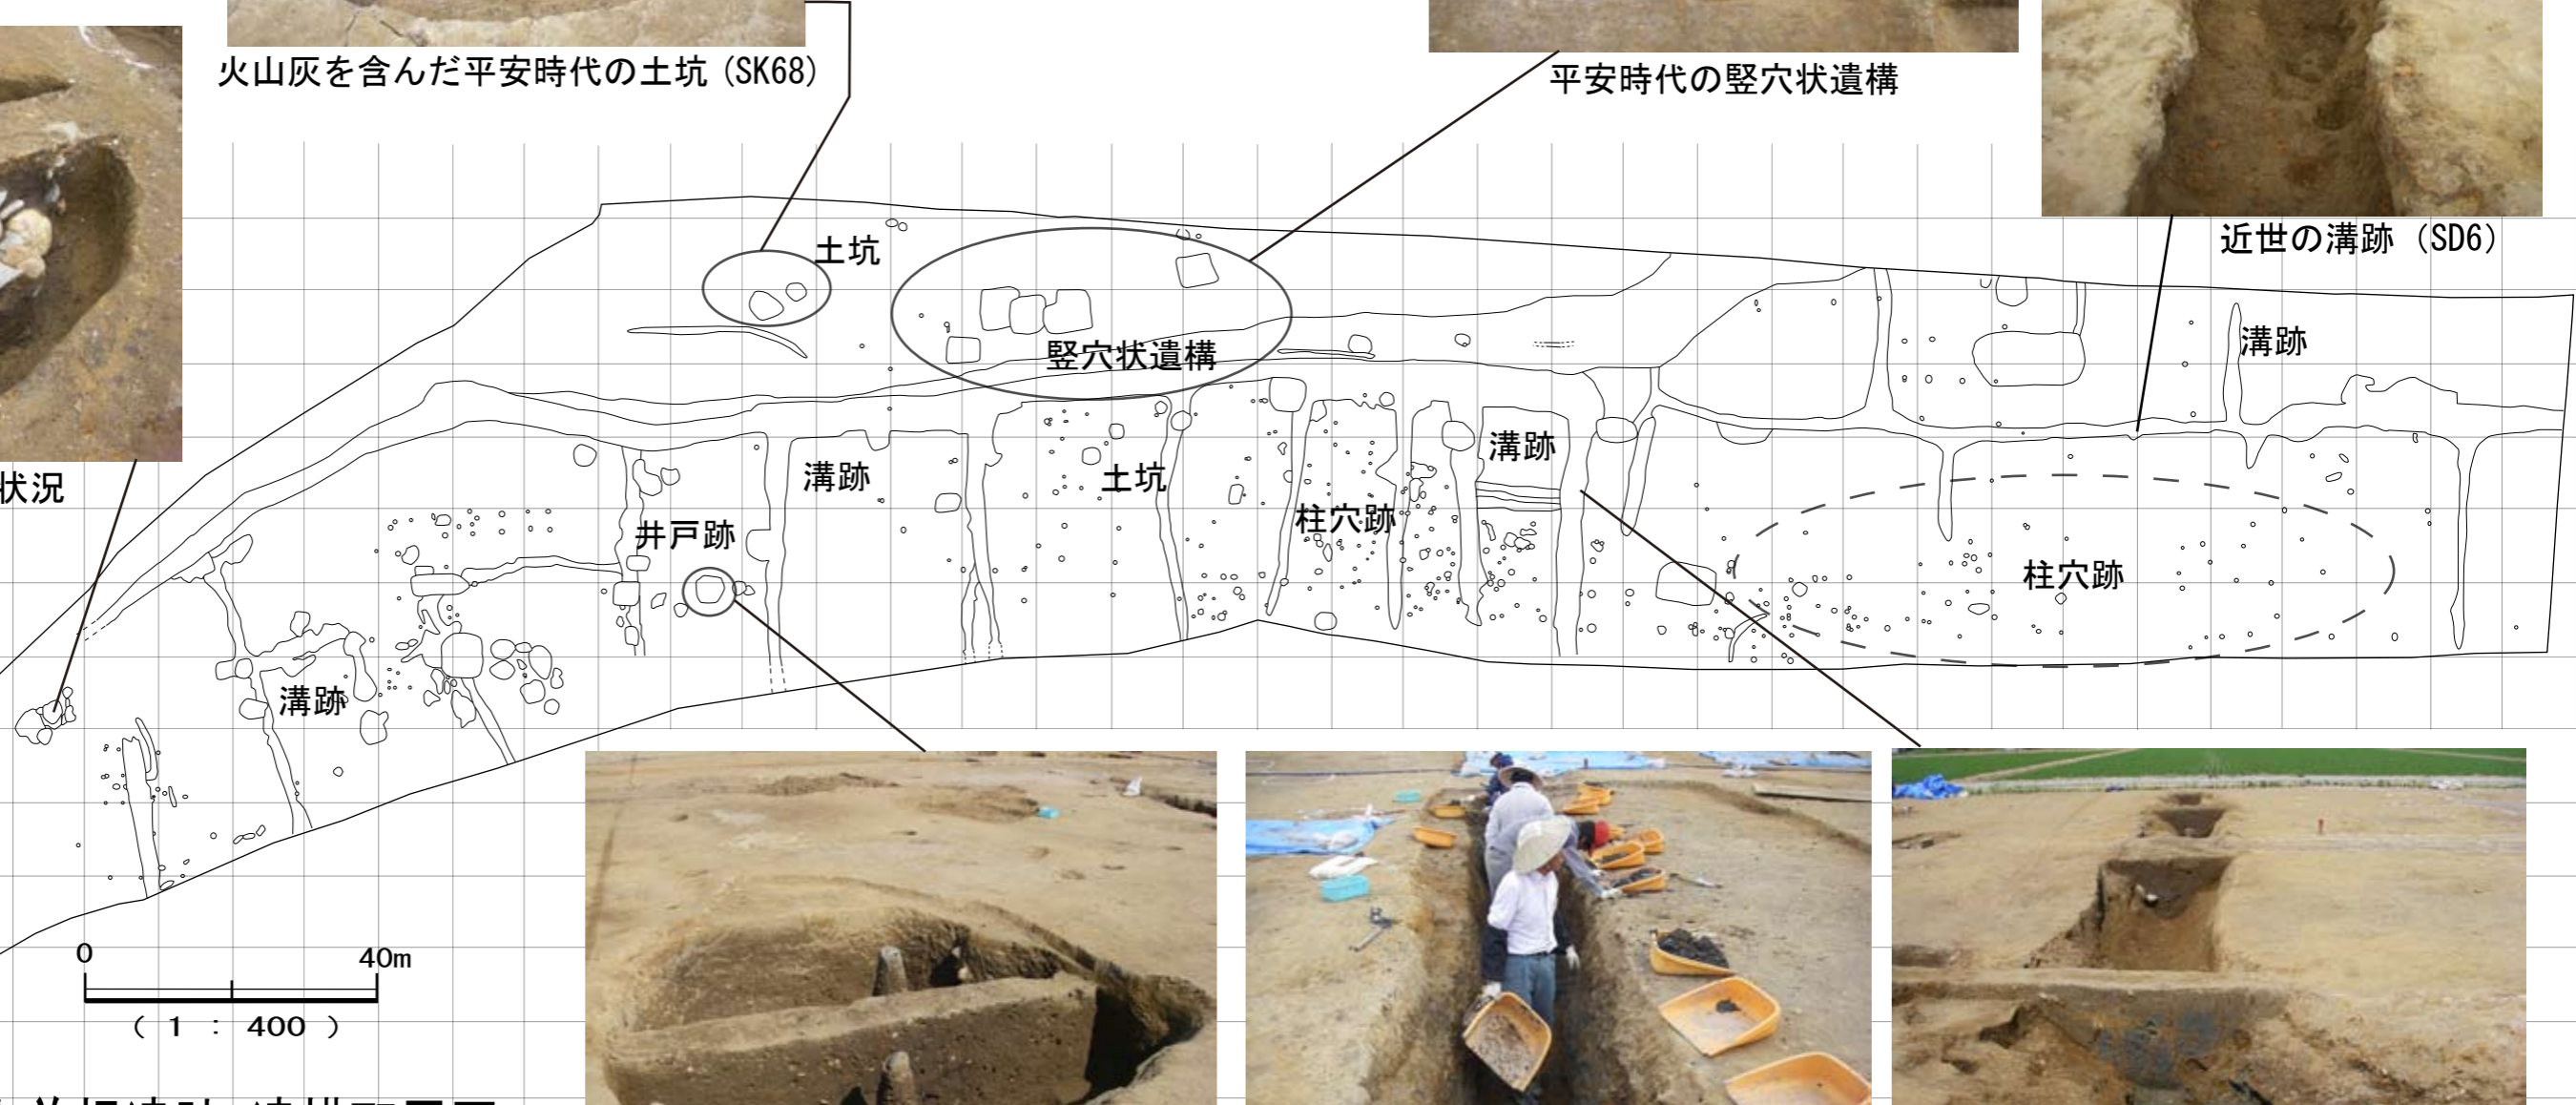 火山灰を含んだ平安時代の土坑（SK68）
平安時代の竪穴状遺構
近世の溝跡（SD6）
土坑
竪穴状遺構
溝跡
状況
溝跡
土坑
溝跡
柱穴跡
井戸跡
柱穴跡
溝跡
0 40m
（ 1 : 400 ）